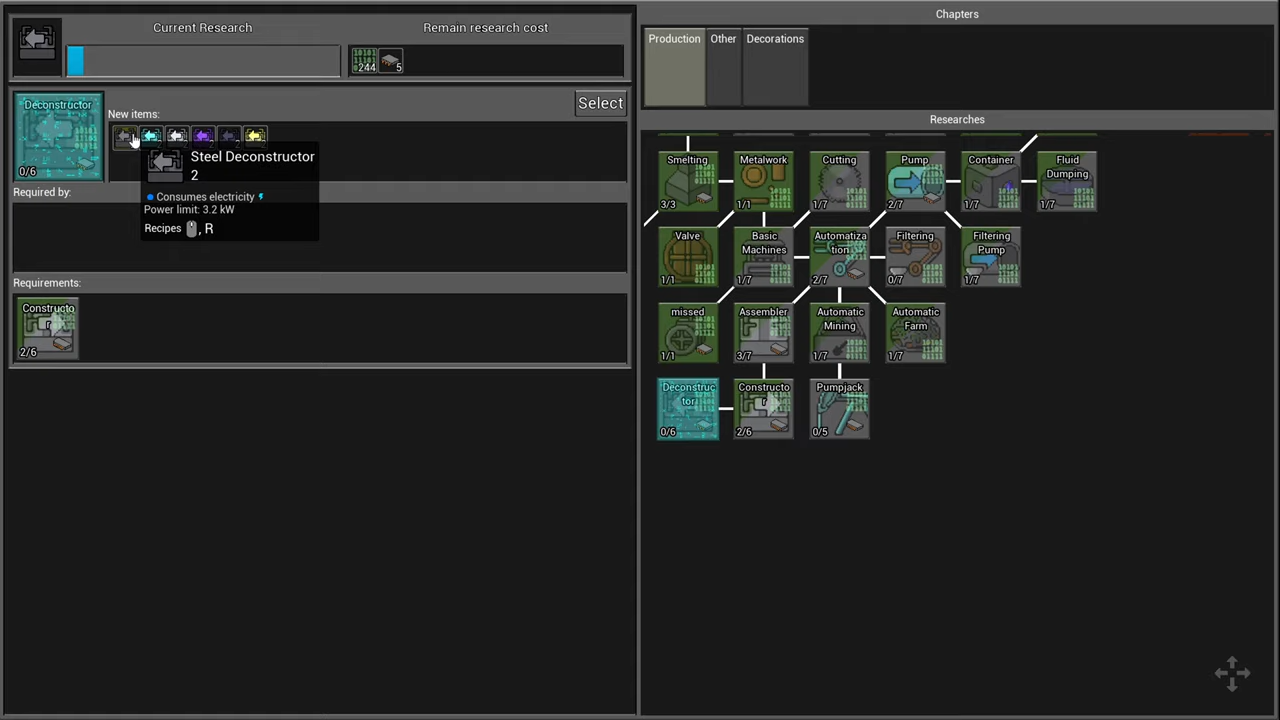 Current Research
Remain research cost
244
5
Deconstructor
0/6
New items:
Select
Steel Deconstructor
2
Consumes electricity
Power limit: 3.2 kW
Recipes , R
Required by:
Requirements:
Constructo
r
2/6
Chapters
Production
Other
Decorations
Researches
Smelting
3/3
Metalwork
1/1
Cutting
1/7
Pump
2/7
Container
1/7
Fluid
Dumping
1/7
Valve
1/1
Basic
Machines
1/7
Automatiza
tion
2/7
Filtering
0/7
Filtering
Pump
1/7
missed
1/1
Assembler
3/7
Automatic
Mining
1/7
Automatic
Farm
1/7
Deconstruc
tor
0/6
Constructo
r
2/6
Pumpjack
0/5